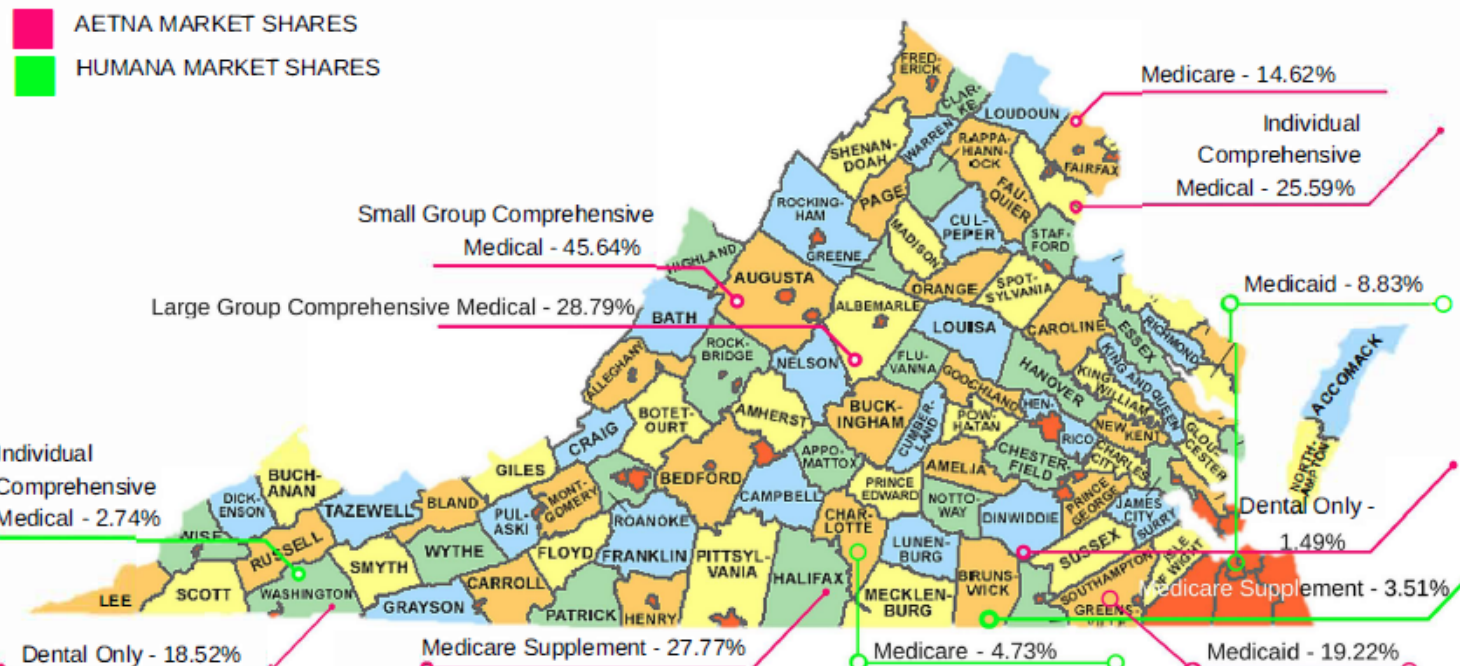 AETNA MARKET SHARES
HUMANA MARKET SHARES
Medicare - 14.62%
Individual
Comprehensive
Medical - 25.59%
Small Group Comprehensive
Medical - 45.64%
Large Group Comprehensive Medical - 28.79%
Medicaid - 8.83%
Individual
Comprehensive
Medical - 2.74%
Dental Only -
1.49%
Medicare Supplement - 3.51%
Dental Only - 18.52%
Medicare Supplement - 27.77%
Medicare - 4.73%
Medicaid - 19.22%
FRED-
ERICK
CLAR-
KE
LOUDOUN
WARREN
SHENAN-
DOAH
RAPPA-
HANN-
OCK
FAIRFAX
FAU-
QUIER
PAGE
ROCKING-
HAM
CUL-
PEPER
STAF-
FORD
MADISON
GREENE
HIGHLAND
AUGUSTA
ORANGE
SPOT-
SYLVANIA
ALBEMARLE
BATH
LOUISA
CAROLINE
ESSEX
RICHMOND
ACCOMACK
ROCK-
BRIDGE
NELSON
FLU-
VANNA
HANOVER
KING AND QUEEN
KING
WILLIAM
ALLEGHANY
GOOCHLAND
BOTET-
OURT
AMHERST
BUCK-
INGHAM
CUMBER-
LAND
POW-
HATAN
HEN-
RICO
NEW
KENT
GLOU-
CESTER
CRAIG
APPO-
MATTOX
CHESTER-
FIELD
CHARLES
CITY
NORTH-
AMPTON
GILES
BEDFORD
AMELIA
PRINCE
EDWARD
PRINCE
GEORGE
JAMES
CITY
BUCH-
ANAN
DICK-
ENSON
TAZEWELL
BLAND
MONT-
GOMERY
CAMPBELL
NOTTO-
WAY
DINWIDDIE
SURRY
PUL-
ASKI
ROANOKE
CHAR-
LOTTE
LUNEN-
BURG
SUSSEX
ISLE
OF WIGHT
WISE
RUSSELL
WYTHE
FLOYD
FRANKLIN
PITTSYL-
VANIA
HALIFAX
SMYTH
CARROLL
MECKLEN-
BURG
BRUNS-
WICK
SOUTHAMPTON
GREENS-
LEE
SCOTT
WASHINGTON
GRAYSON
PATRICK
HENRY